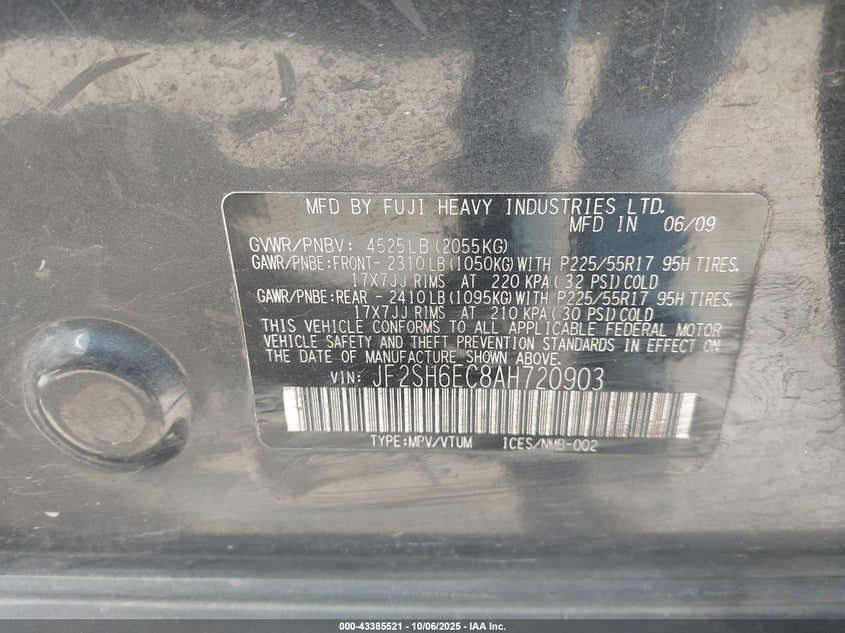 MFD BY FUJI HEAVY INDUSTRIES LTD.
MFD IN 06/09
GVWR/PNBV: 4525LB(2055KG)
GAWR/PNBE:FRONT- 2310LB(1050KG)WITH P225/55R17 95H TIRES,
17X7JJ RIMS AT 220 KPA( 32 PSI)COLD
GAWR/PNBE:REAR - 2410LB(1095KG)WITH P225/55R17 95H TIRES,
17X7JJ RIMS AT 210 KPA( 30 PSI)COLD
THIS VEHICLE CONFORMS TO ALL APPLICABLE FEDERAL MOTOR
VEHICLE SAFETY AND THEFT PREVENTION STANDARDS IN EFFECT ON
THE DATE OF MANUFACTURE SHOWN ABOVE.
VIN: JF2SH6EC8AH720903
TYPE:MPV/VTUM ICES/NMB-002
000-43385521 - 10/06/2025 - IAA Inc.